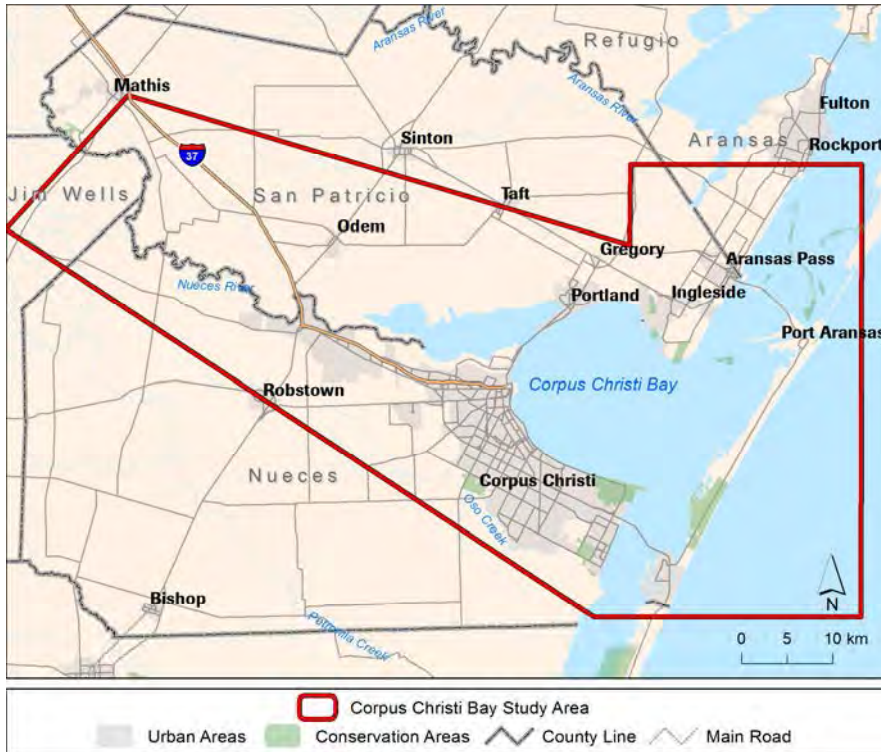 Aransas River
Refugio
Mathis
Aransas River
Fulton
Sinton
Aransas
Rockport
37
Jim Wells
San Patricio
Taft
Odem
Gregory
Aransas Pass
Nueces River
Portland
Ingleside
Port Aransas
Corpus Christi Bay
Robstown
Nueces
Corpus Christi
Oso Creek
Bishop
N
Petronilla Creek
0 5 10 km
Corpus Christi Bay Study Area
Urban Areas Conservation Areas County Line Main Road